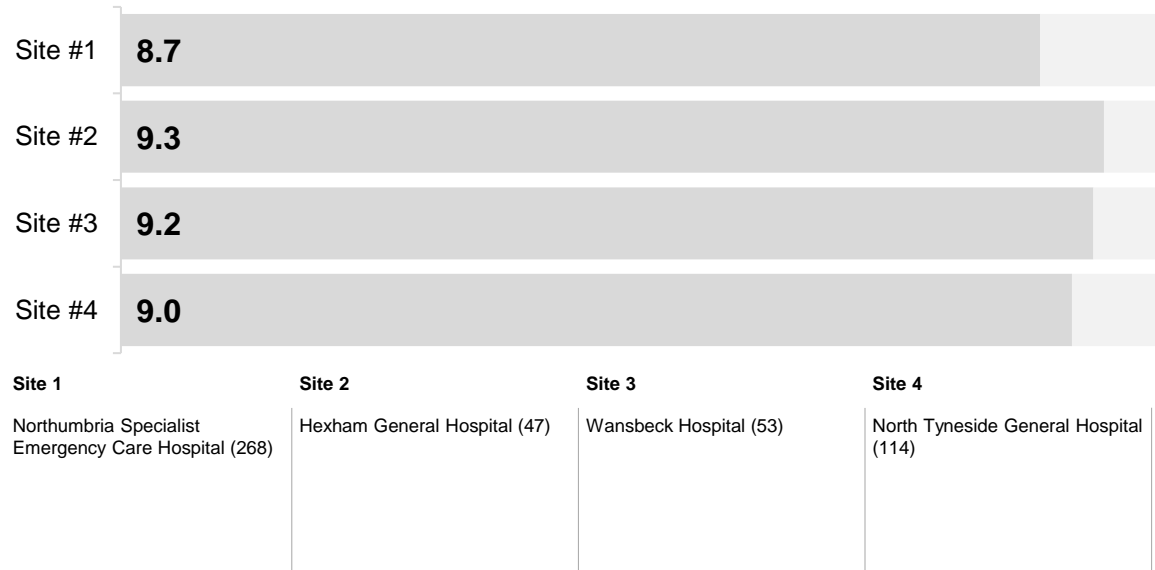 Site #1 8.7
Site #2 9.3
Site #3 9.2
Site #4 9.0
Site 1 Site 2 Site 3 Site 4
Northumbria Specialist
Emergency Care Hospital (268)
Hexham General Hospital (47)
Wansbeck Hospital (53)
North Tyneside General Hospital
(114)